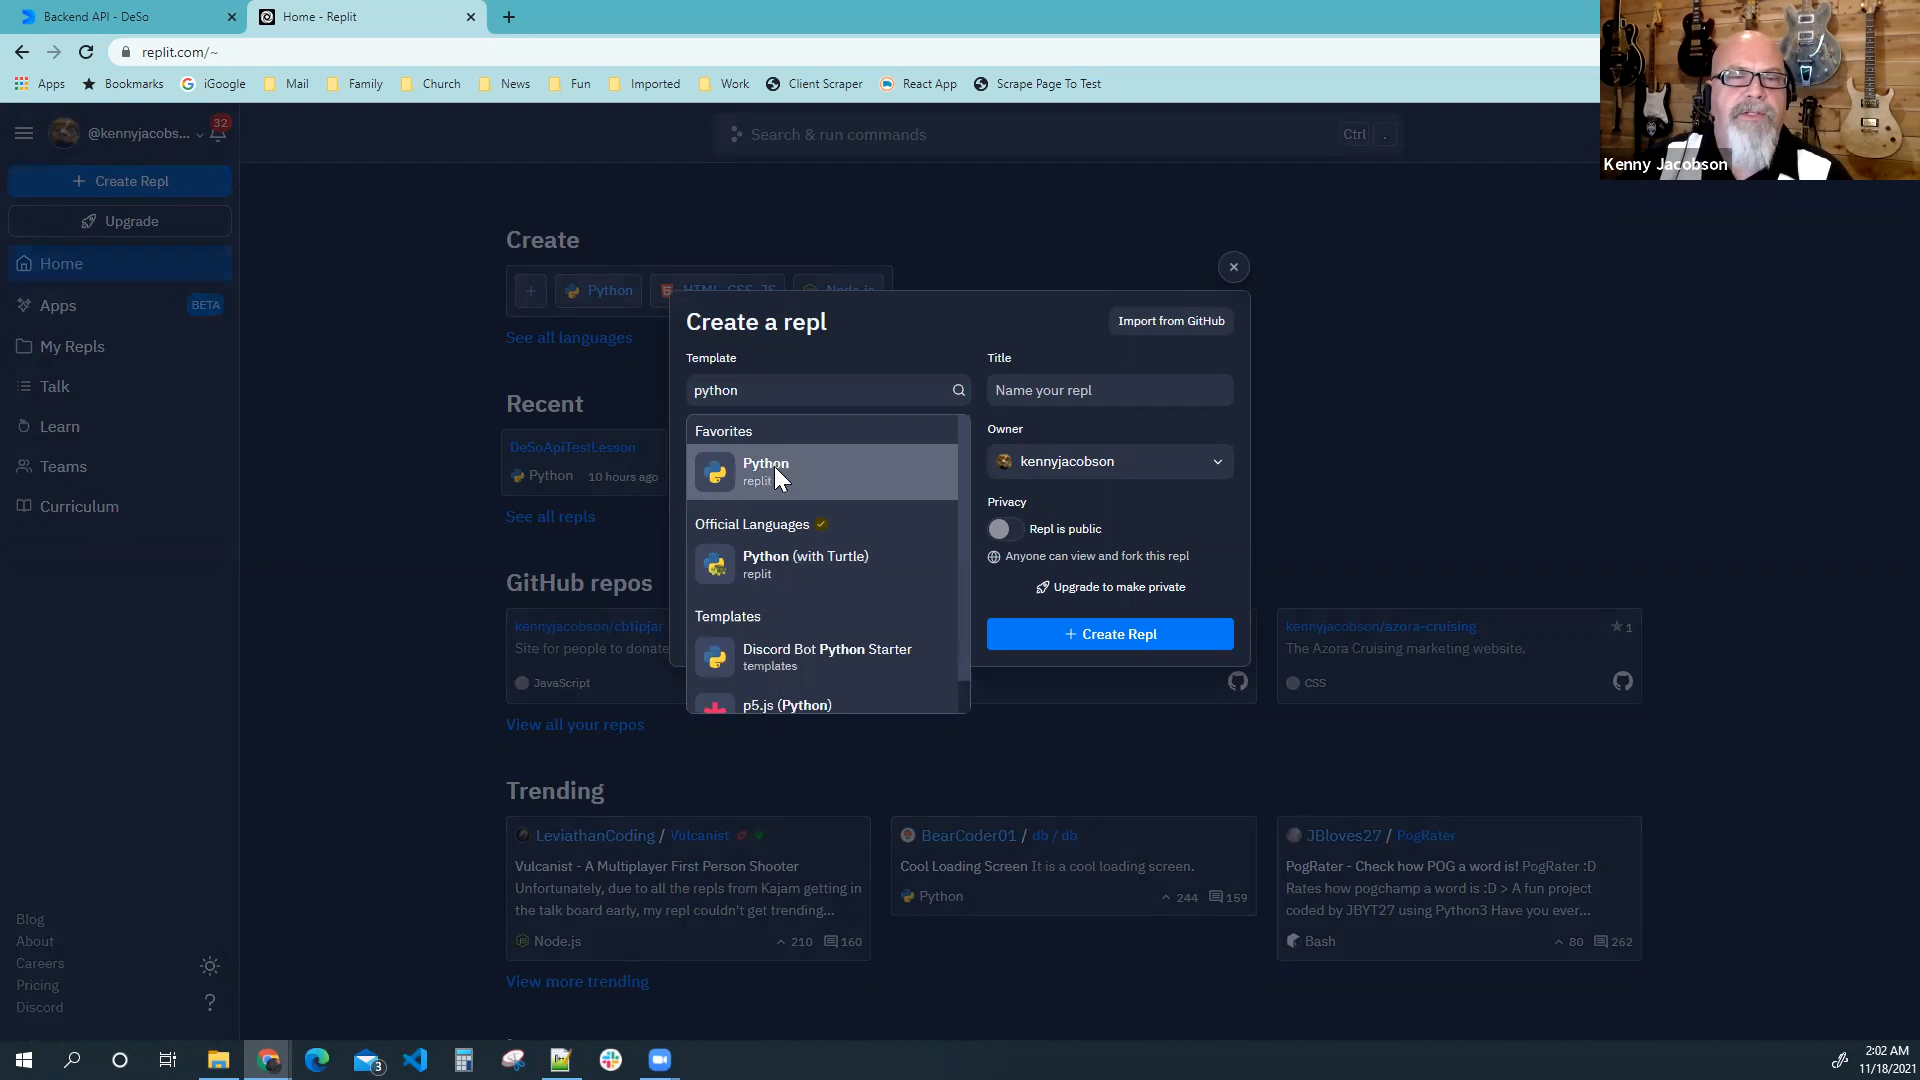 Backend API - DeSo
Home - Replit
replit.com/~
Apps
Bookmarks
iGoogle
Mail
Family
Church
News
Fun
Imported
Work
Client Scraper
React App
Scrape Page To Test
Kenny Jacobson
@kennyjacobs...
32
Search & run commands
Ctrl
.
Create Repl
Upgrade
Home
Apps
BETA
My Repls
Talk
Learn
Teams
Curriculum
Blog
About
Careers
Pricing
Discord
?
Create
Python
HTML, CSS, JS
Node.js
See all languages
Recent
DeSoApiTestLesson
Python
10 hours ago
See all repls
Create a repl
Import from GitHub
Template
python
Favorites
Python
replit
Official Languages
Python (with Turtle)
replit
Templates
Discord Bot Python Starter
templates
p5.js (Python)
Title
Name your repl
Owner
kennyjacobson
Privacy
Repl is public
Anyone can view and fork this repl
Upgrade to make private
+ Create Repl
GitHub repos
kennyjacobson/cbtipjar
Site for people to donate
JavaScript
kennyjacobson/azora-cruising
1
The Azora Cruising marketing website.
CSS
View all your repos
Trending
LeviathanCoding / Vulcanist
Vulcanist - A Multiplayer First Person Shooter
Unfortunately, due to all the repls from Kajam getting in
the talk board early, my repl couldn't get trending...
Node.js
210
160
BearCoder01 / db / db
Cool Loading Screen It is a cool loading screen.
Python
244
159
JBloves27 / PogRater
PogRater - Check how POG a word is! PogRater :D
Rates how pogchamp a word is :D > A fun project
coded by JBYT27 using Python3 Have you ever...
Bash
80
262
View more trending
3
2:02 AM
11/18/2021